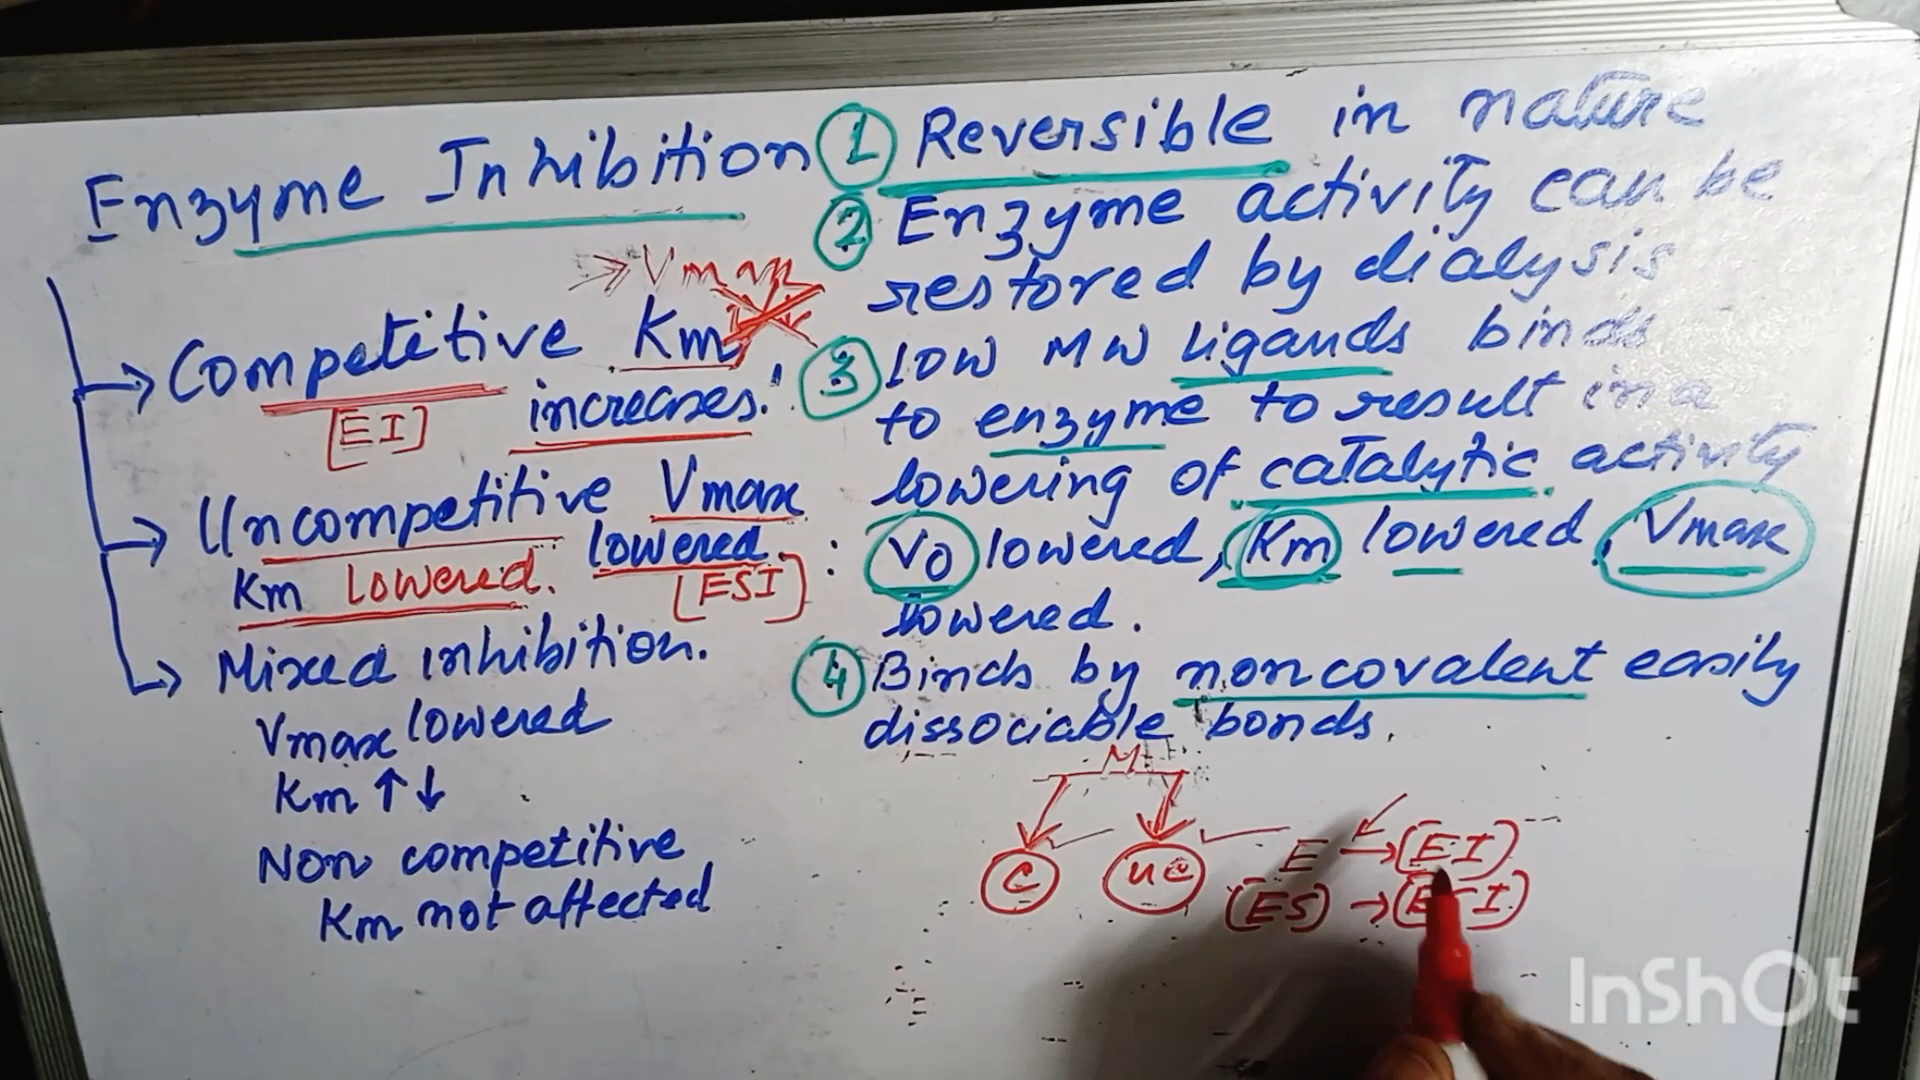 Enzyme Inhibition
Vmax
Competitive Km
increases.
[EI]
Uncompetitive Vmax
lowered.
Km lowered.
[ESI]
Mixed inhibition.
Vmax lowered
Km ↑↓
Non competitive
Km not affected
1 Reversible in nature
2 Enzyme activity can be
restored by dialysis
3 low MW ligands binds
to enzyme to result in a
lowering of catalytic activity
: V0 lowered, Km lowered, Vmax
lowered.
4 Binds by noncovalent easily
dissociable bonds.
M
C UC
E → (EI)
(ES) → (ESI)
InShOt